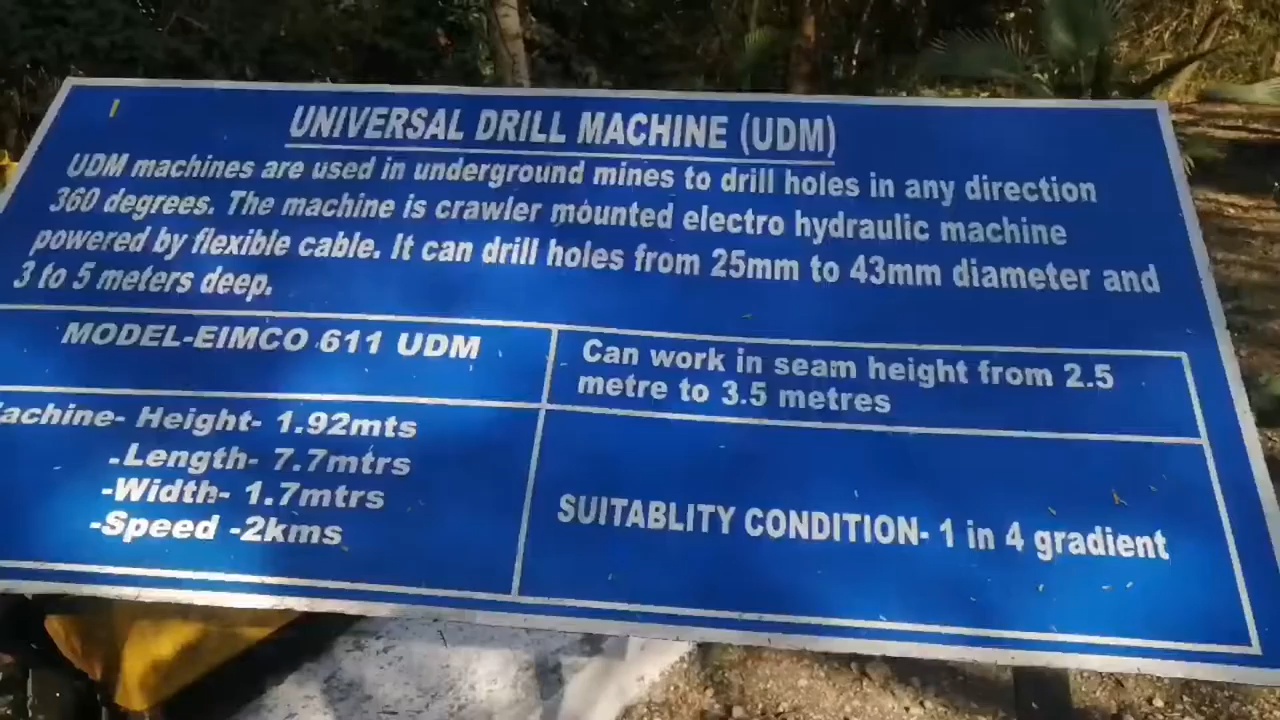 UNIVERSAL DRILL MACHINE (UDM)
UDM machines are used in underground mines to drill holes in any direction
360 degrees. The machine is crawler mounted electro hydraulic machine
powered by flexible cable. It can drill holes from 25mm to 43mm diameter and
3 to 5 meters deep.
MODEL-EIMCO 611 UDM
Can work in seam height from 2.5
metre to 3.5 metres
achine- Height- 1.92mts
-Length- 7.7mtrs
-Width- 1.7mtrs
-Speed -2kms
SUITABLITY CONDITION- 1 in 4 gradient